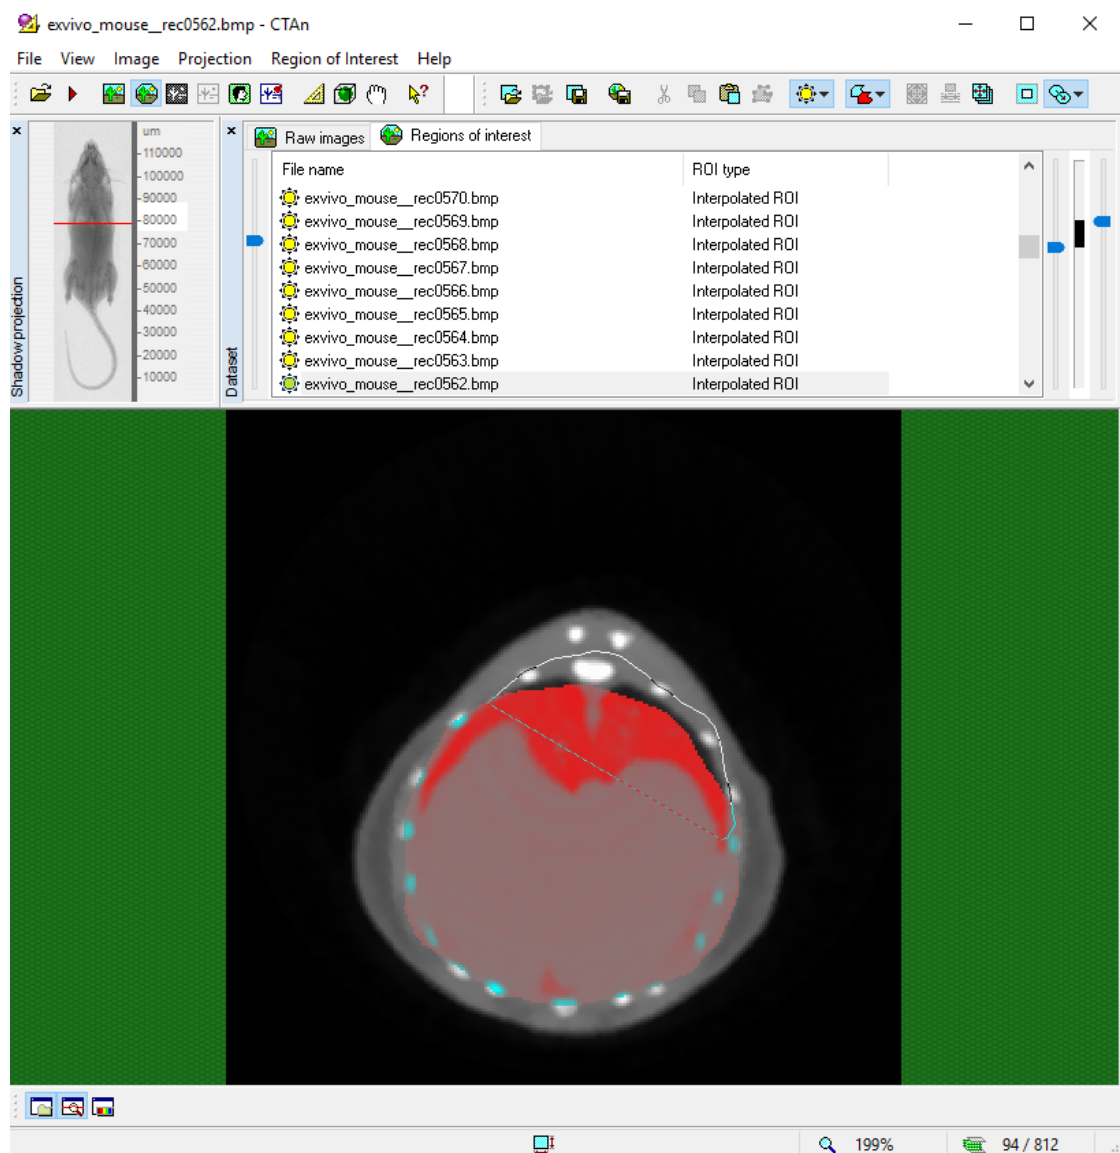 exvivo_mouse__rec0562.bmp - CTAn
File View Image Projection Region of Interest Help
um
110000
100000
90000
80000
70000
60000
50000
40000
30000
20000
10000
Shadow projection
Dataset
Raw images Regions of interest
File name ROI type
exvivo_mouse__rec0570.bmp Interpolated ROI
exvivo_mouse__rec0569.bmp Interpolated ROI
exvivo_mouse__rec0568.bmp Interpolated ROI
exvivo_mouse__rec0567.bmp Interpolated ROI
exvivo_mouse__rec0566.bmp Interpolated ROI
exvivo_mouse__rec0565.bmp Interpolated ROI
exvivo_mouse__rec0564.bmp Interpolated ROI
exvivo_mouse__rec0563.bmp Interpolated ROI
exvivo_mouse__rec0562.bmp Interpolated ROI
199% 94 / 812